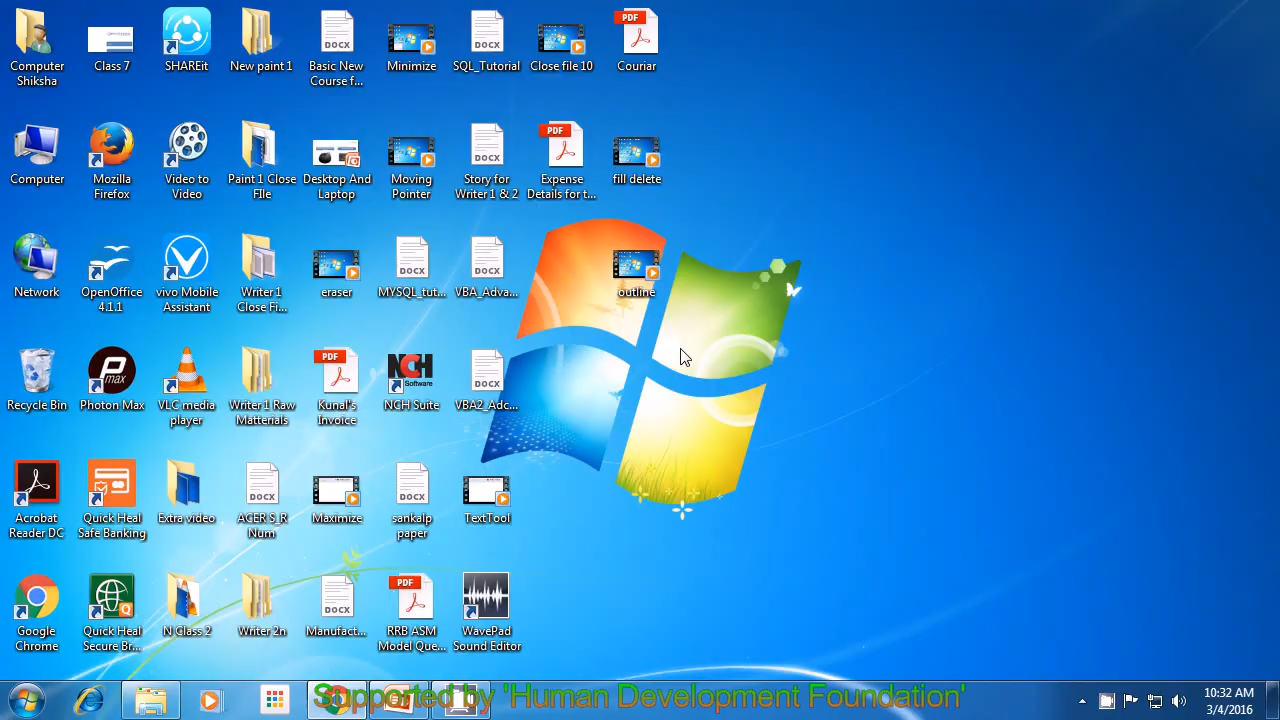 Computer
Shiksha
Class 7
SHAREit
New paint 1
Basic New
Course f...
Minimize
SQL_Tutorial
Close file 10
Couriar
Computer
Mozilla
Firefox
Video to
Video
Paint 1 Close
FIle
Desktop And
Laptop
Moving
Pointer
Story for
Writer 1 & 2
Expense
Details for t...
fill delete
Network
OpenOffice
4.1.1
vivo Mobile
Assistant
Writer 1
Close Fi...
eraser
MYSQL_tut...
VBA_Adva...
outline
Recycle Bin
Photon Max
VLC media
player
Writer 1 Raw
Matterials
Kunal's
Invoice
NCH Suite
VBA2_Adc...
Acrobat
Reader DC
Quick Heal
Safe Banking
Extra video
ACER S_R
Num
Maximize
sankalp
paper
TextTool
Google
Chrome
Quick Heal
Secure Br...
N Class 2
Writer 2n
Manufact...
RRB ASM
Model Que...
WavePad
Sound Editor
Supported by 'Human Development Foundation'
10:32 AM
3/4/2016